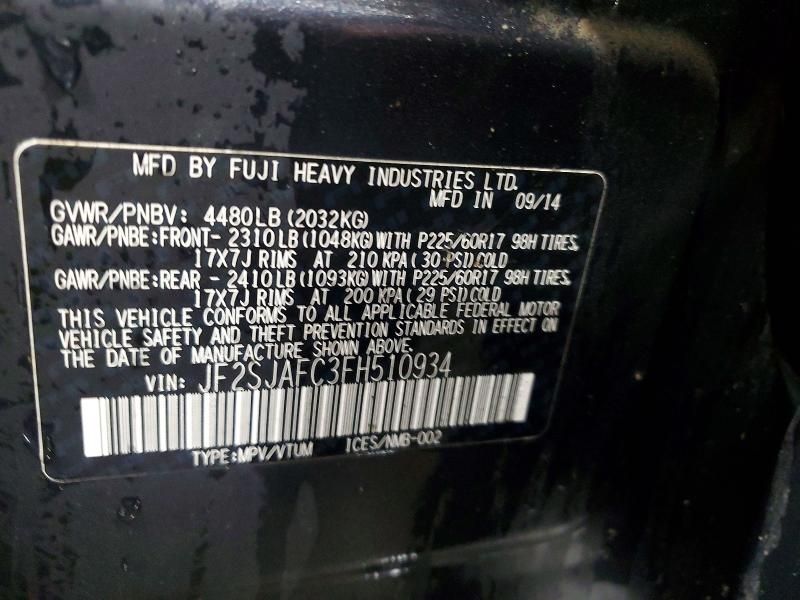 MFD BY FUJI HEAVY INDUSTRIES LTD.
MFD IN 09/14
GVWR/PNBV: 4480LB(2032KG)
GAWR/PNBE:FRONT- 2310LB(1048KG)WITH P225/60R17 98H TIRES,
17X7J RIMS AT 210 KPA(30 PSI)COLD
GAWR/PNBE:REAR - 2410LB(1093KG)WITH P225/60R17 98H TIRES,
17X7J RIMS AT 200 KPA(29 PSI)COLD
THIS VEHICLE CONFORMS TO ALL APPLICABLE FEDERAL MOTOR
VEHICLE SAFETY AND THEFT PREVENTION STANDARDS IN EFFECT ON
THE DATE OF MANUFACTURE SHOWN ABOVE.
VIN: JF2SJAFC3FH510934
TYPE:MPV/VTUM ICES/NMB-002